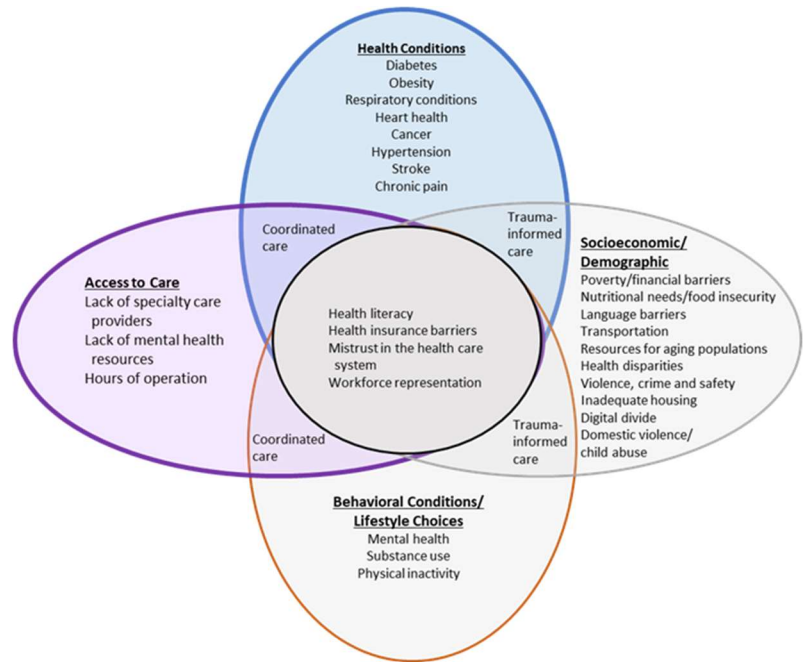 Health Conditions
Diabetes
Obesity
Respiratory conditions
Heart health
Cancer
Hypertension
Stroke
Chronic pain
Coordinated
care
Trauma-
informed
care
Access to Care
Lack of specialty care
providers
Lack of mental health
resources
Hours of operation
Health literacy
Health insurance barriers
Mistrust in the health care
system
Workforce representation
Socioeconomic/
Demographic
Poverty/financial barriers
Nutritional needs/food insecurity
Language barriers
Transportation
Resources for aging populations
Health disparities
Violence, crime and safety
Inadequate housing
Digital divide
Domestic violence/
child abuse
Coordinated
care
Trauma-
informed
care
Behavioral Conditions/
Lifestyle Choices
Mental health
Substance use
Physical inactivity